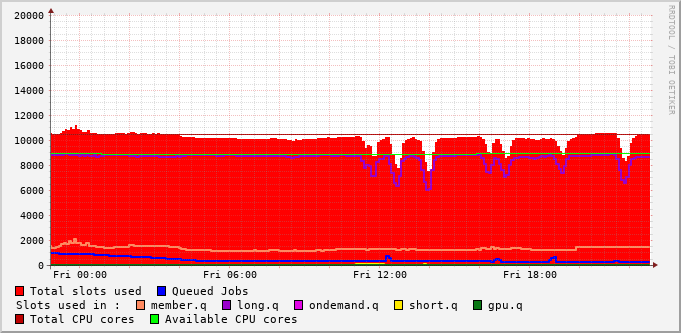 20000
18000
16000
14000
12000
10000
8000
6000
4000
2000
0
Fri 00:00 Fri 06:00 Fri 12:00 Fri 18:00
RRDTOOL / TOBI OETIKER
Total slots used Queued Jobs
Slots used in : member.q long.q ondemand.q short.q gpu.q
Total CPU cores Available CPU cores